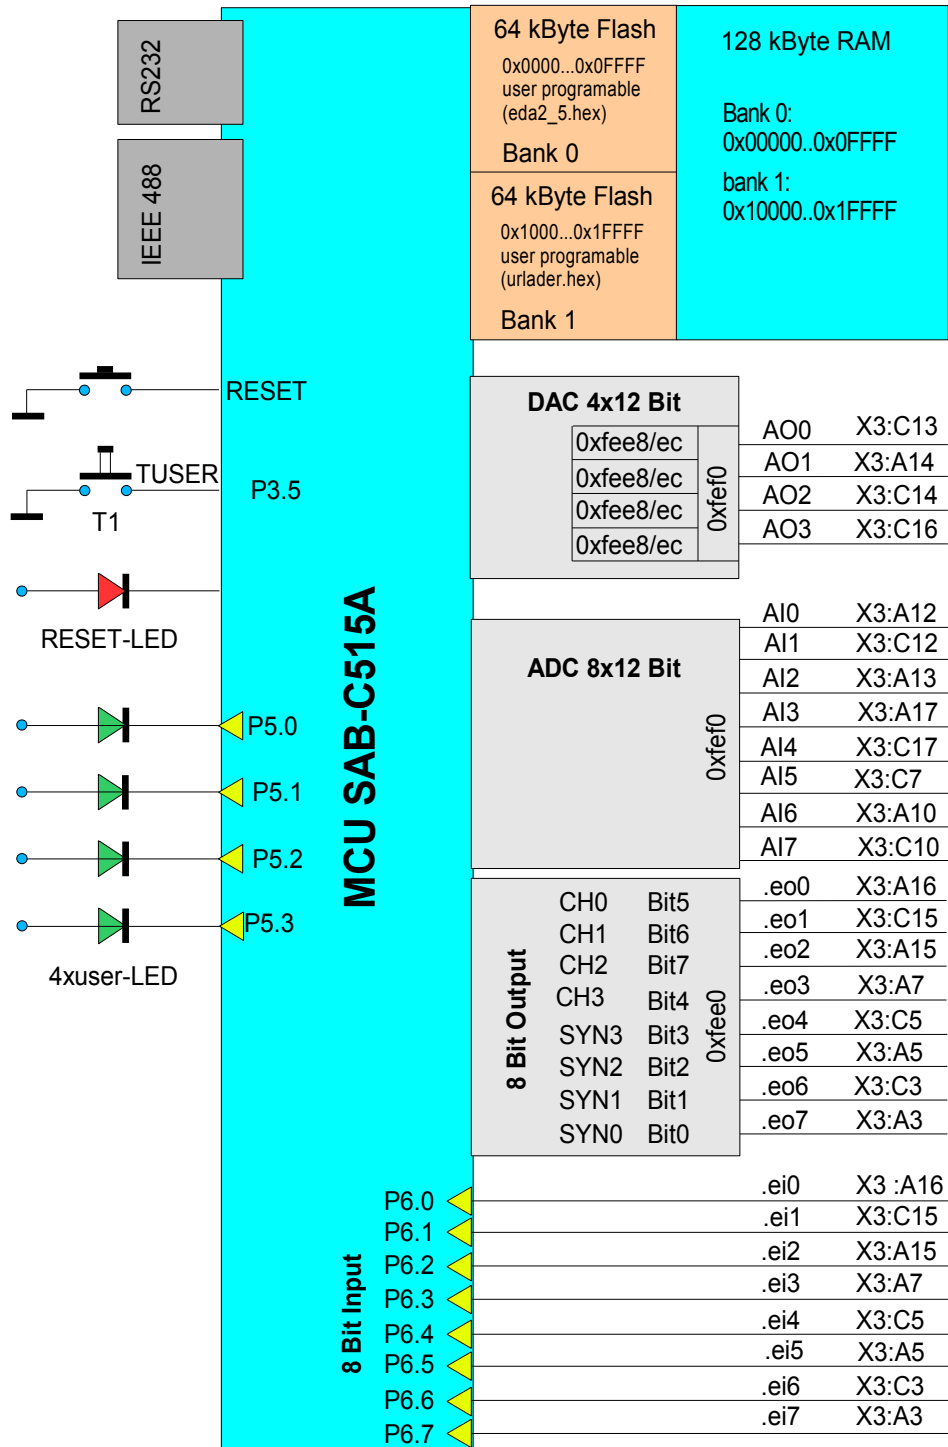 RS232
IEEE 488
64 kByte Flash
0x0000...0x0FFFF
user programable
(eda2_5.hex)
Bank 0
64 kByte Flash
0x1000...0x1FFFF
user programable
(urlader.hex)
Bank 1
128 kByte RAM
Bank 0:
0x00000..0x0FFFF
bank 1:
0x10000..0x1FFFF
RESET
TUSER
P3.5
T1
RESET-LED
P5.0
P5.1
P5.2
P5.3
4xuser-LED
MCU SAB-C515A
DAC 4x12 Bit
0xfee8/ec
0xfee8/ec
0xfee8/ec
0xfee8/ec
0xfef0
AO0 X3:C13
AO1 X3:A14
AO2 X3:C14
AO3 X3:C16
ADC 8x12 Bit
0xfef0
AI0 X3:A12
AI1 X3:C12
AI2 X3:A13
AI3 X3:A17
AI4 X3:C17
AI5 X3:C7
AI6 X3:A10
AI7 X3:C10
8 Bit Output
CH0 Bit5
CH1 Bit6
CH2 Bit7
CH3 Bit4
SYN3 Bit3
SYN2 Bit2
SYN1 Bit1
SYN0 Bit0
0xfee0
.eo0 X3:A16
.eo1 X3:C15
.eo2 X3:A15
.eo3 X3:A7
.eo4 X3:C5
.eo5 X3:A5
.eo6 X3:C3
.eo7 X3:A3
8 Bit Input
P6.0
P6.1
P6.2
P6.3
P6.4
P6.5
P6.6
P6.7
.ei0 X3 :A16
.ei1 X3:C15
.ei2 X3:A15
.ei3 X3:A7
.ei4 X3:C5
.ei5 X3:A5
.ei6 X3:C3
.ei7 X3:A3